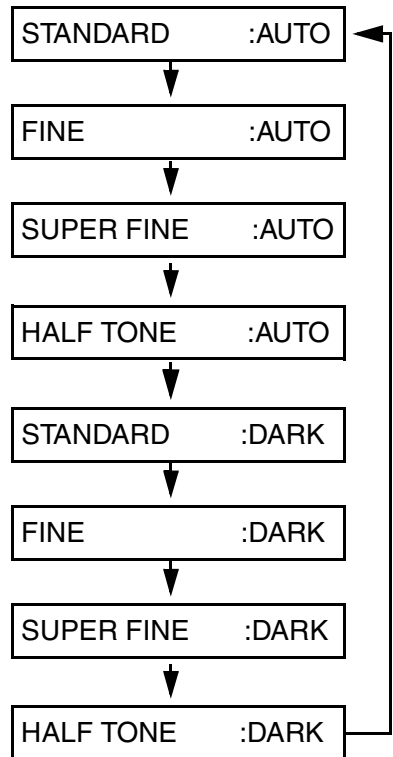 STANDARD :AUTO
FINE :AUTO
SUPER FINE :AUTO
HALF TONE :AUTO
STANDARD :DARK
FINE :DARK
SUPER FINE :DARK
HALF TONE :DARK